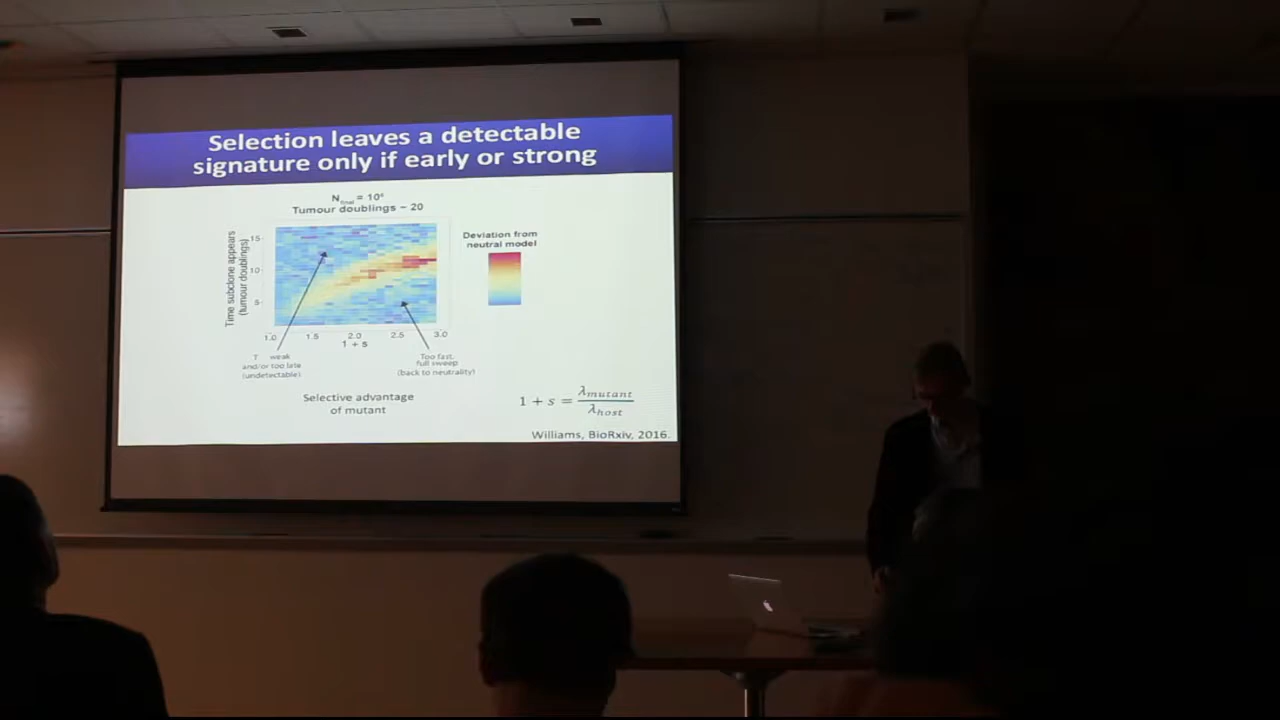 Selection leaves a detectable
signature only if early or strong
N final = 10⁶
Tumour doublings ~ 20
Deviation from
neutral model
Time subclone appears
(tumour doublings)
15
10
5
1.0 1.5 2.0 2.5 3.0
1 + s
weak
and/or too late
(undetectable)
Too fast,
full sweep
(back to neutrality)
Selective advantage
of mutant
1 + s = λmutant
λhost
Williams, BioRxiv, 2016.